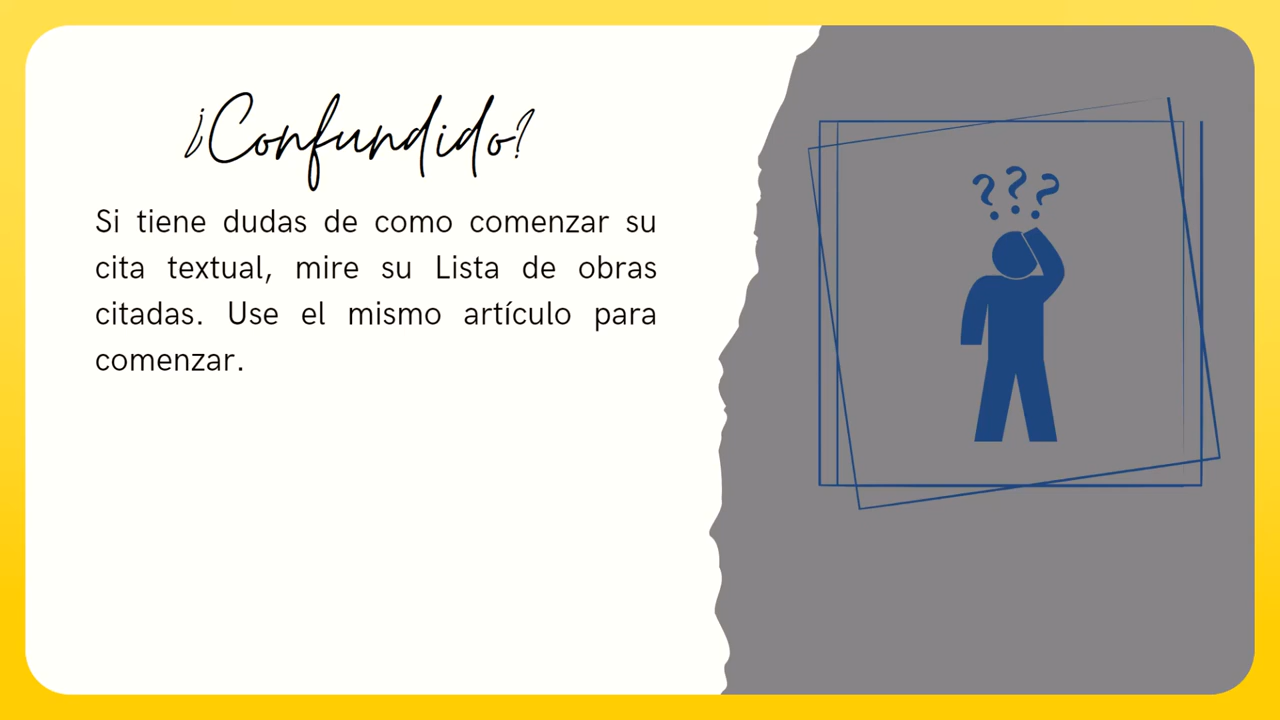 ¿Confundido?
Si tiene dudas de como comenzar su
cita textual, mire su Lista de obras
citadas. Use el mismo artículo para
comenzar.
???